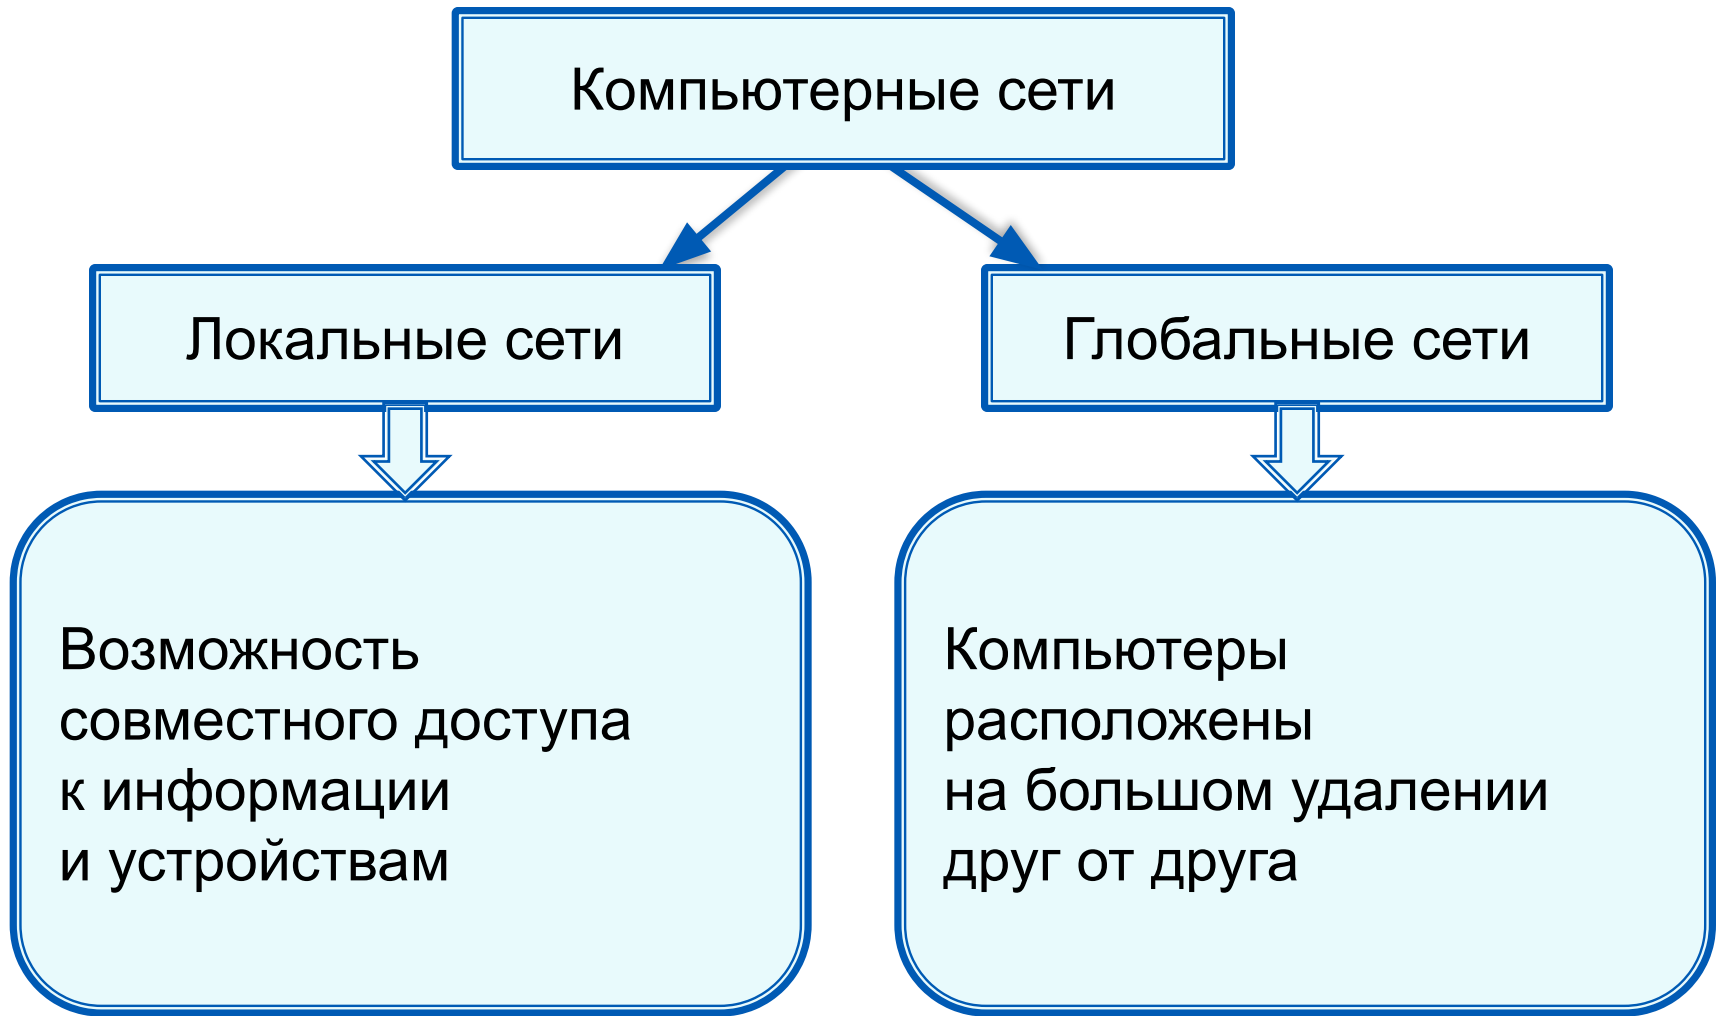 Компьютерные сети
Локальные сети
Глобальные сети
Возможность
совместного доступа
к информации
и устройствам
Компьютеры
расположены
на большом удалении
друг от друга